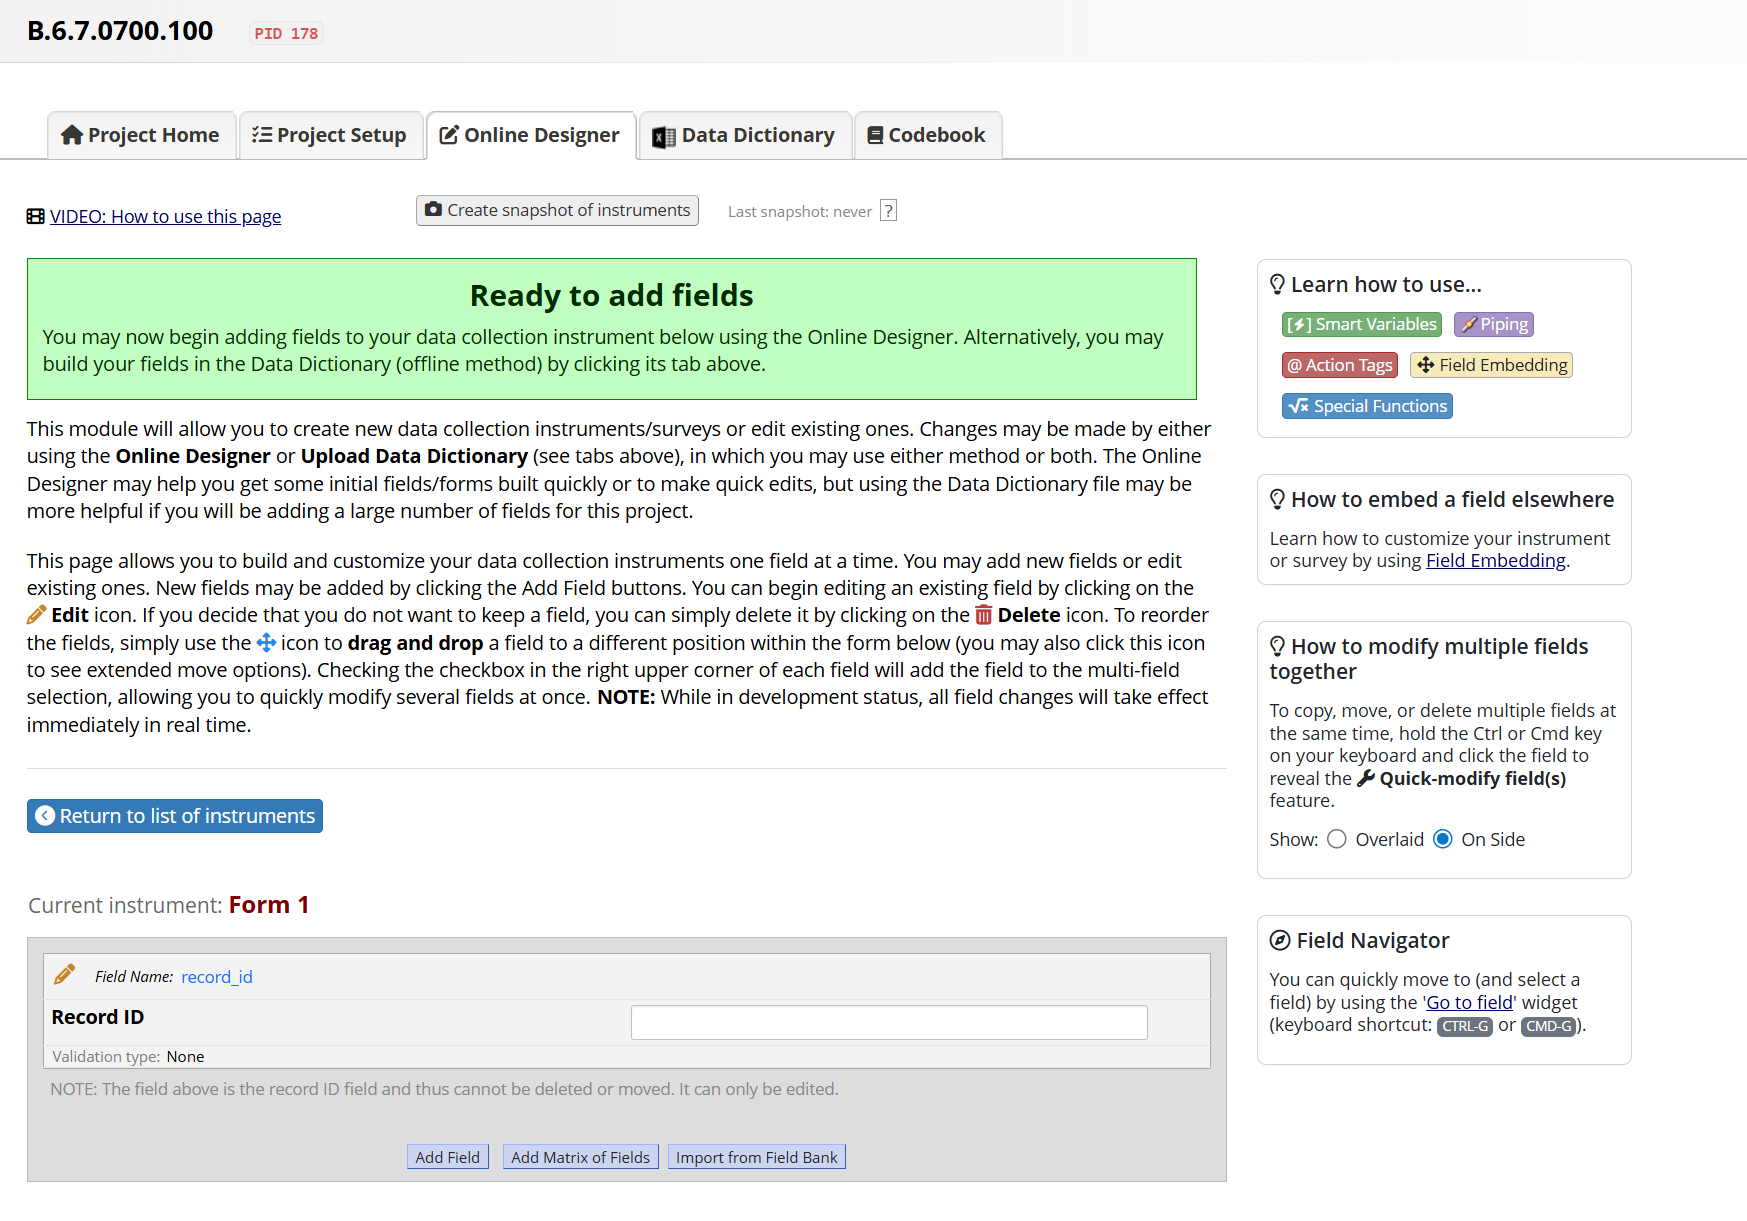 B.6.7.0700.100 PID 178
Project Home Project Setup Online Designer Data Dictionary Codebook
VIDEO: How to use this page Create snapshot of instruments Last snapshot: never ?
Ready to add fields
You may now begin adding fields to your data collection instrument below using the Online Designer. Alternatively, you may
build your fields in the Data Dictionary (offline method) by clicking its tab above.
This module will allow you to create new data collection instruments/surveys or edit existing ones. Changes may be made by either
using the Online Designer or Upload Data Dictionary (see tabs above), in which you may use either method or both. The Online
Designer may help you get some initial fields/forms built quickly or to make quick edits, but using the Data Dictionary file may be
more helpful if you will be adding a large number of fields for this project.
This page allows you to build and customize your data collection instruments one field at a time. You may add new fields or edit
existing ones. New fields may be added by clicking the Add Field buttons. You can begin editing an existing field by clicking on the
Edit icon. If you decide that you do not want to keep a field, you can simply delete it by clicking on the Delete icon. To reorder
the fields, simply use the icon to drag and drop a field to a different position within the form below (you may also click this icon
to see extended move options). Checking the checkbox in the right upper corner of each field will add the field to the multi-field
selection, allowing you to quickly modify several fields at once. NOTE: While in development status, all field changes will take effect
immediately in real time.
Return to list of instruments
Current instrument: Form 1
Field Name: record_id
Record ID
Validation type: None
NOTE: The field above is the record ID field and thus cannot be deleted or moved. It can only be edited.
Add Field Add Matrix of Fields Import from Field Bank
Learn how to use...
[⚡] Smart Variables Piping
@ Action Tags Field Embedding
√x Special Functions
How to embed a field elsewhere
Learn how to customize your instrument
or survey by using Field Embedding.
How to modify multiple fields
together
To copy, move, or delete multiple fields at
the same time, hold the Ctrl or Cmd key
on your keyboard and click the field to
reveal the Quick-modify field(s)
feature.
Show: Overlaid On Side
Field Navigator
You can quickly move to (and select a
field) by using the 'Go to field' widget
(keyboard shortcut: CTRL-G or CMD-G).